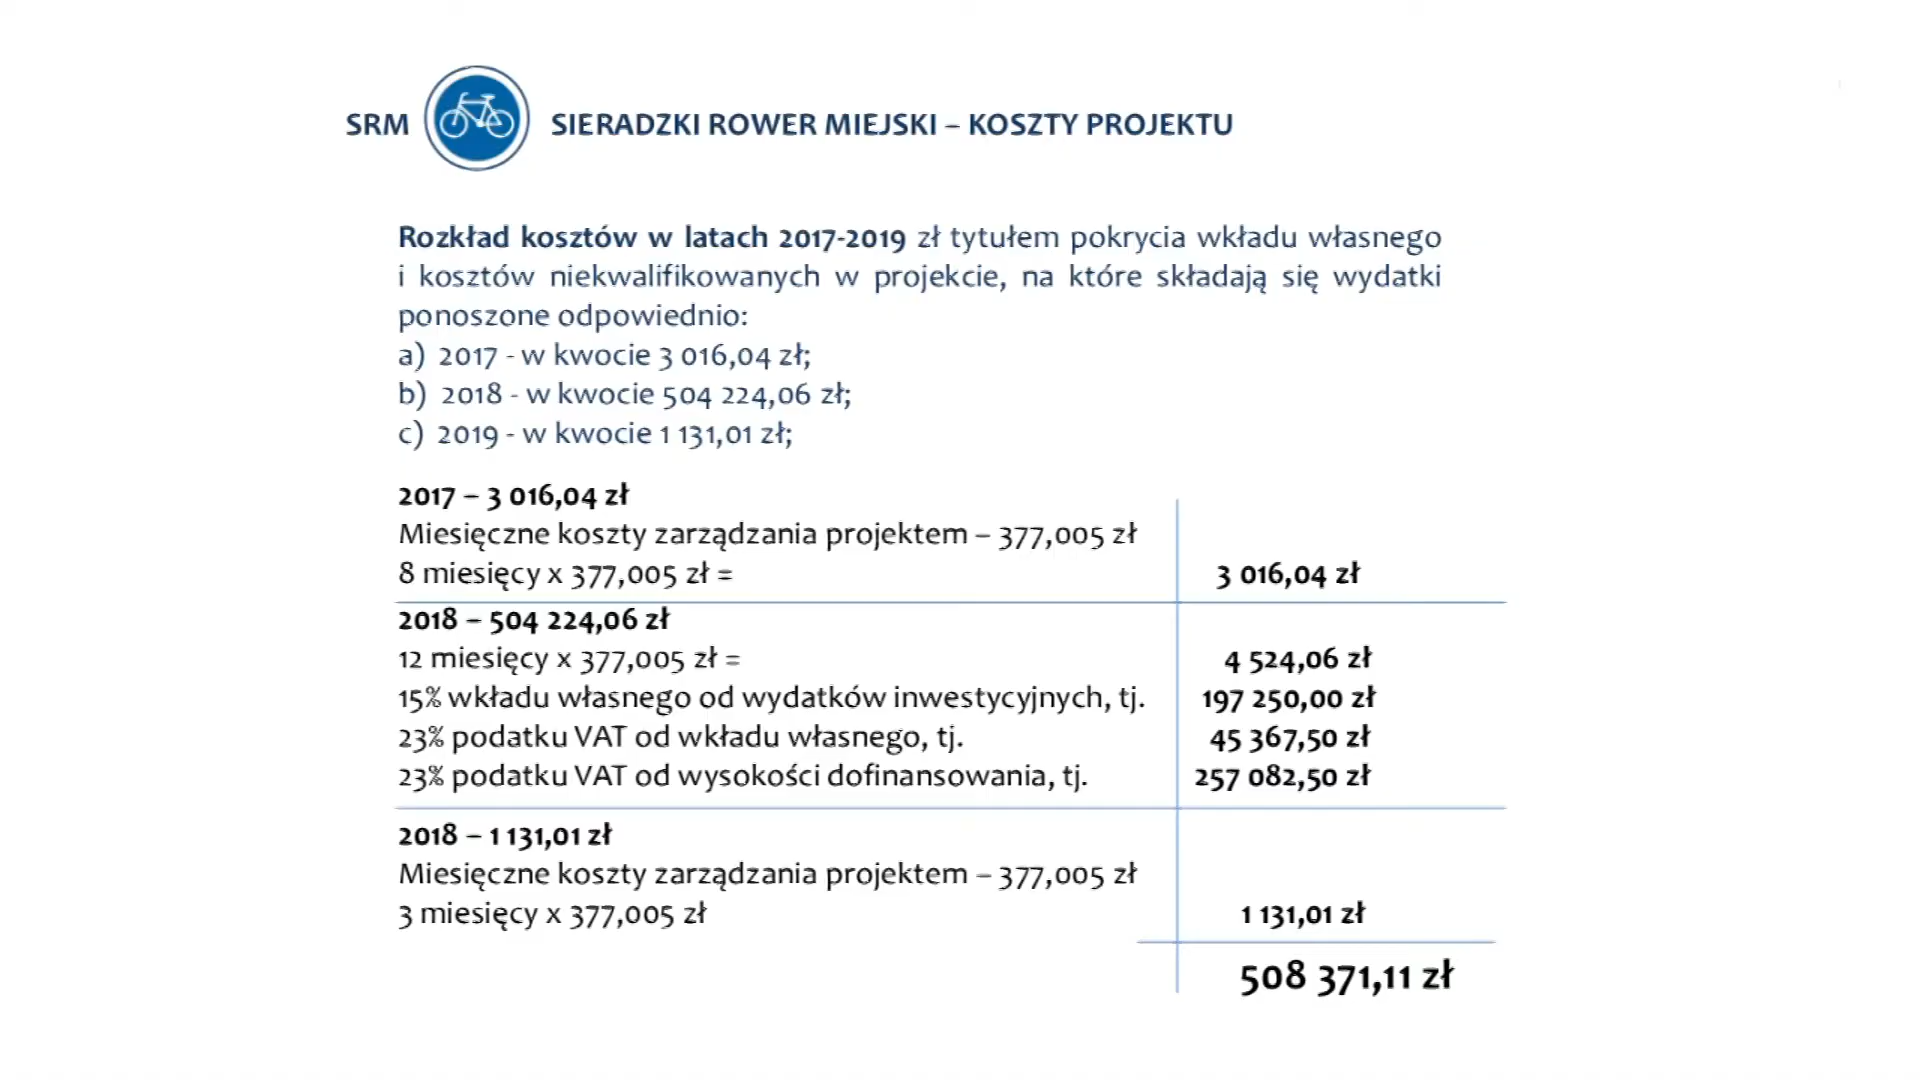 SRM SIERADZKI ROWER MIEJSKI – KOSZTY PROJEKTU
Rozkład kosztów w latach 2017-2019 zł tytułem pokrycia wkładu własnego
i kosztów niekwalifikowanych w projekcie, na które składają się wydatki
ponoszone odpowiednio:
a) 2017 - w kwocie 3 016,04 zł;
b) 2018 - w kwocie 504 224,06 zł;
c) 2019 - w kwocie 1 131,01 zł;
2017 – 3 016,04 zł
Miesięczne koszty zarządzania projektem – 377,005 zł
8 miesięcy x 377,005 zł = 3 016,04 zł
2018 – 504 224,06 zł
12 miesięcy x 377,005 zł = 4 524,06 zł
15% wkładu własnego od wydatków inwestycyjnych, tj. 197 250,00 zł
23% podatku VAT od wkładu własnego, tj. 45 367,50 zł
23% podatku VAT od wysokości dofinansowania, tj. 257 082,50 zł
2018 – 1 131,01 zł
Miesięczne koszty zarządzania projektem – 377,005 zł
3 miesięcy x 377,005 zł 1 131,01 zł
508 371,11 zł